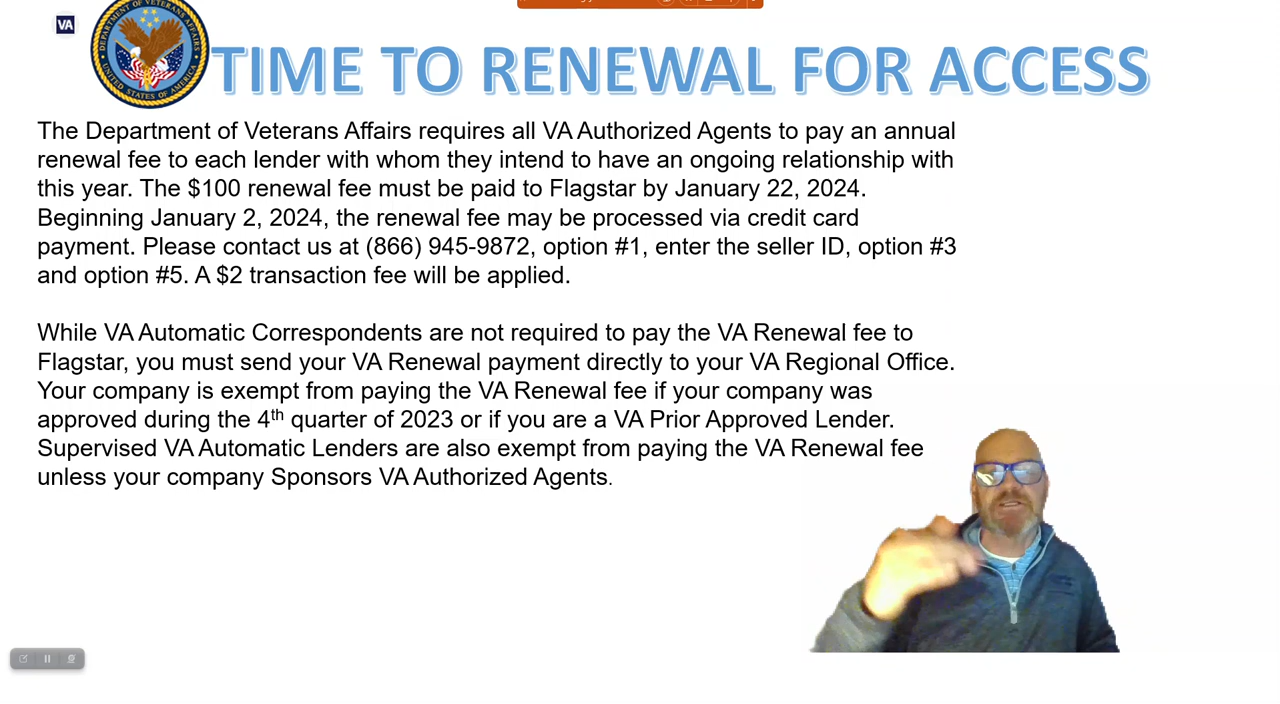 VA
DEPARTMENT OF VETERANS AFFAIRS
UNITED STATES OF AMERICA
TIME TO RENEWAL FOR ACCESS
The Department of Veterans Affairs requires all VA Authorized Agents to pay an annual
renewal fee to each lender with whom they intend to have an ongoing relationship with
this year. The $100 renewal fee must be paid to Flagstar by January 22, 2024.
Beginning January 2, 2024, the renewal fee may be processed via credit card
payment. Please contact us at (866) 945-9872, option #1, enter the seller ID, option #3
and option #5. A $2 transaction fee will be applied.
While VA Automatic Correspondents are not required to pay the VA Renewal fee to
Flagstar, you must send your VA Renewal payment directly to your VA Regional Office.
Your company is exempt from paying the VA Renewal fee if your company was
approved during the 4th quarter of 2023 or if you are a VA Prior Approved Lender.
Supervised VA Automatic Lenders are also exempt from paying the VA Renewal fee
unless your company Sponsors VA Authorized Agents.